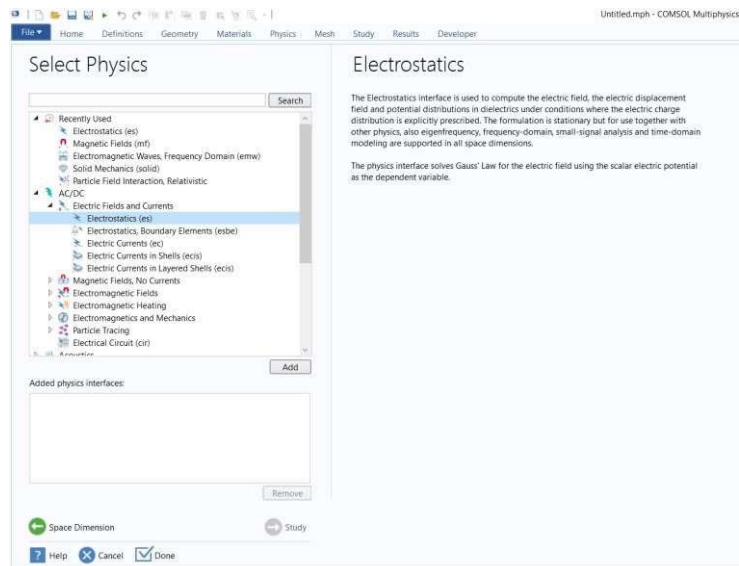 Untitled.mph - COMSOL Multiphysics
File Home Definitions Geometry Materials Physics Mesh Study Results Developer
Select Physics
Search
Recently Used
Electrostatics (es)
Magnetic Fields (mf)
Electromagnetic Waves, Frequency Domain (emw)
Solid Mechanics (solid)
Particle Field Interaction, Relativistic
AC/DC
Electric Fields and Currents
Electrostatics (es)
Electrostatics, Boundary Elements (esbe)
Electric Currents (ec)
Electric Currents in Shells (ecis)
Electric Currents in Layered Shells (ecis)
Magnetic Fields, No Currents
Electromagnetic Fields
Electromagnetic Heating
Electromagnetics and Mechanics
Particle Tracing
Electrical Circuit (cir)
Acoustics
Add
Added physics interfaces:
Remove
Space Dimension
Study
Help Cancel Done
Electrostatics
The Electrostatics interface is used to compute the electric field, the electric displacement
field and potential distributions in dielectrics under conditions where the electric charge
distribution is explicitly prescribed. The formulation is stationary but for use together with
other physics, also eigenfrequency, frequency-domain, small-signal analysis and time-domain
modeling are supported in all space dimensions.
The physics interface solves Gauss' Law for the electric field using the scalar electric potential
as the dependent variable.